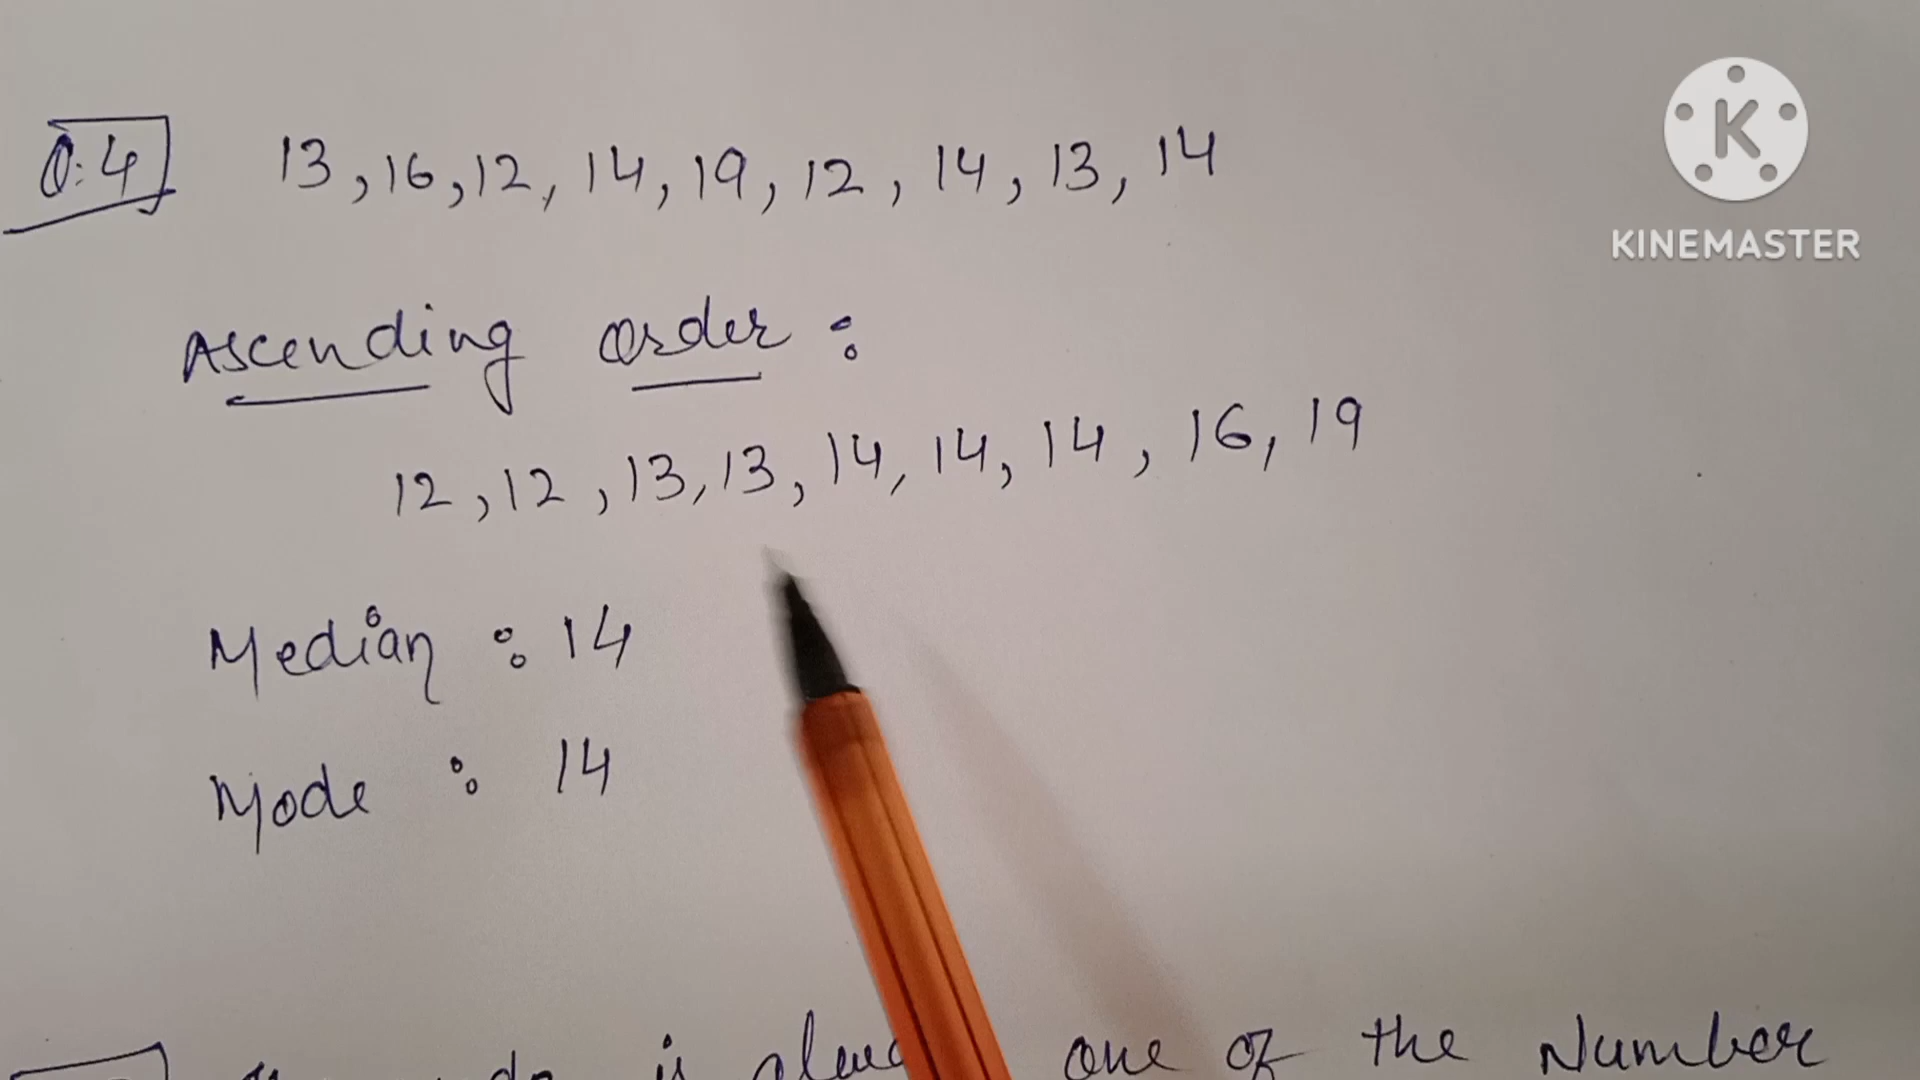 Q:4 13, 16, 12, 14, 19, 12, 14, 13, 14
KINEMASTER
Ascending order :
12, 12, 13, 13, 14, 14, 14, 16, 19
Median : 14
Mode : 14
is one of the Number